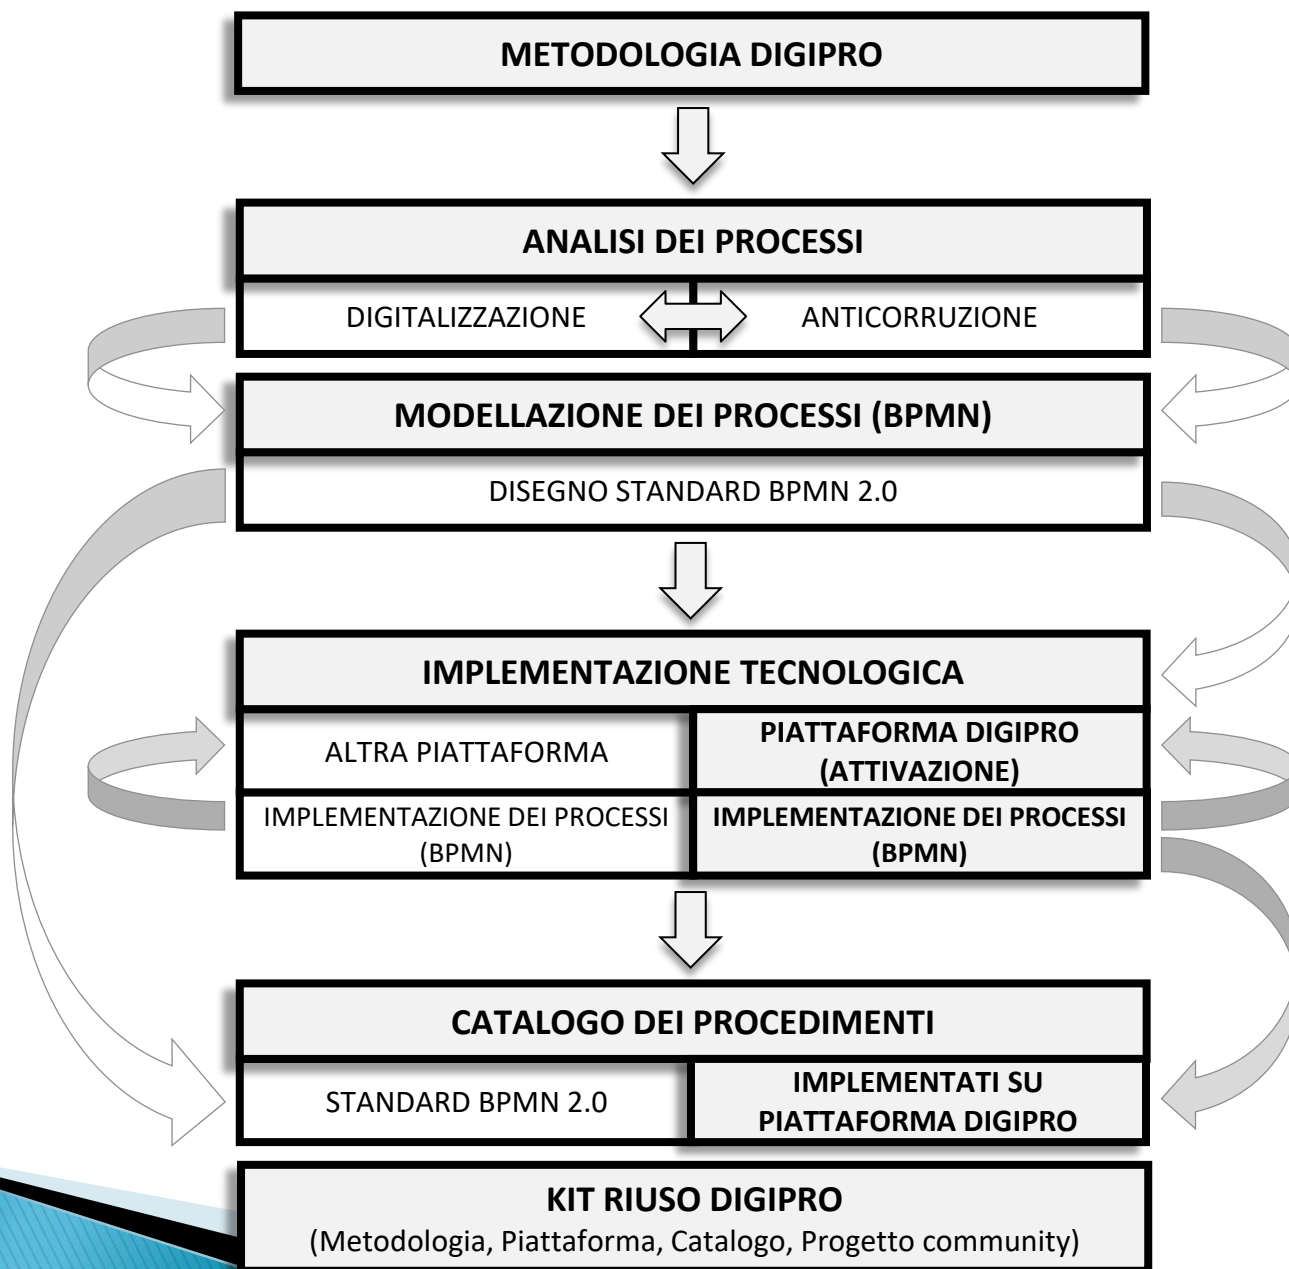 METODOLOGIA DIGIPRO
ANALISI DEI PROCESSI
DIGITALIZZAZIONE
ANTICORRUZIONE
MODELLAZIONE DEI PROCESSI (BPMN)
DISEGNO STANDARD BPMN 2.0
IMPLEMENTAZIONE TECNOLOGICA
ALTRA PIATTAFORMA
PIATTAFORMA DIGIPRO
(ATTIVAZIONE)
IMPLEMENTAZIONE DEI PROCESSI
(BPMN)
IMPLEMENTAZIONE DEI PROCESSI
(BPMN)
CATALOGO DEI PROCEDIMENTI
STANDARD BPMN 2.0
IMPLEMENTATI SU
PIATTAFORMA DIGIPRO
KIT RIUSO DIGIPRO
(Metodologia, Piattaforma, Catalogo, Progetto community)